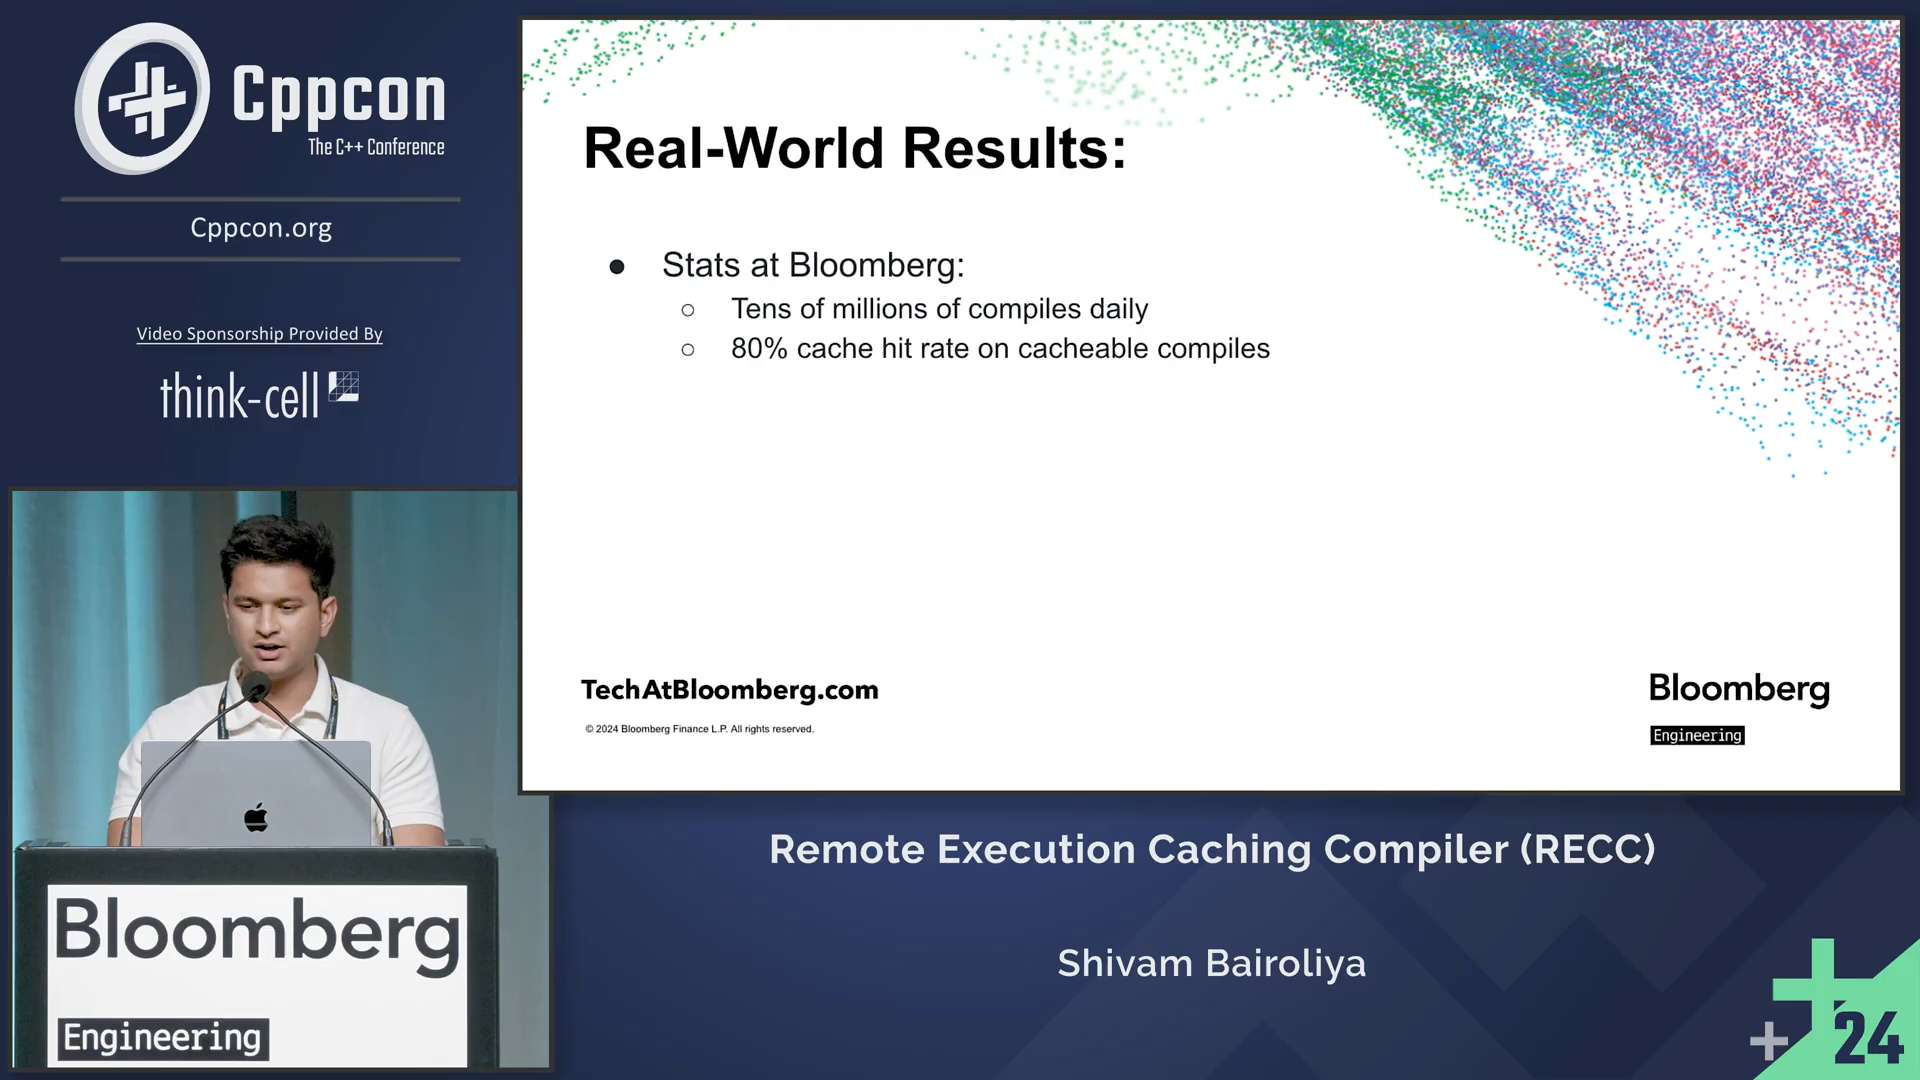 Cppcon
The C++ Conference
Cppcon.org
Video Sponsorship Provided By
think-cell
Real-World Results:
● Stats at Bloomberg:
○ Tens of millions of compiles daily
○ 80% cache hit rate on cacheable compiles
TechAtBloomberg.com
© 2024 Bloomberg Finance L.P. All rights reserved.
Bloomberg
Engineering
Bloomberg
Engineering
Remote Execution Caching Compiler (RECC)
Shivam Bairoliya
24